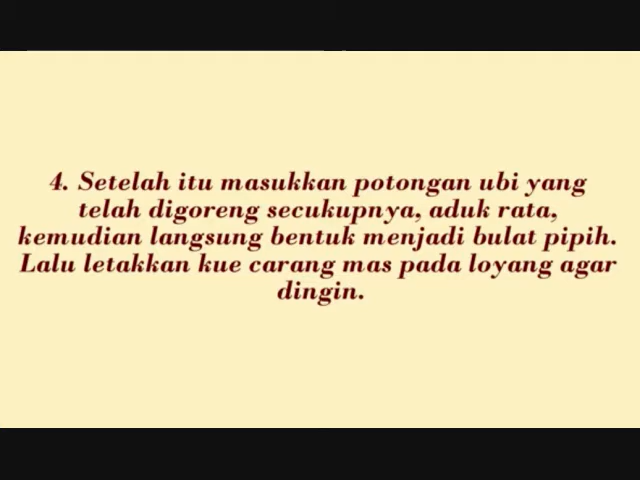 4. Setelah itu masukkan potongan ubi yang
telah digoreng secukupnya, aduk rata,
kemudian langsung bentuk menjadi bulat pipih.
Lalu letakkan kue carang mas pada loyang agar
dingin.